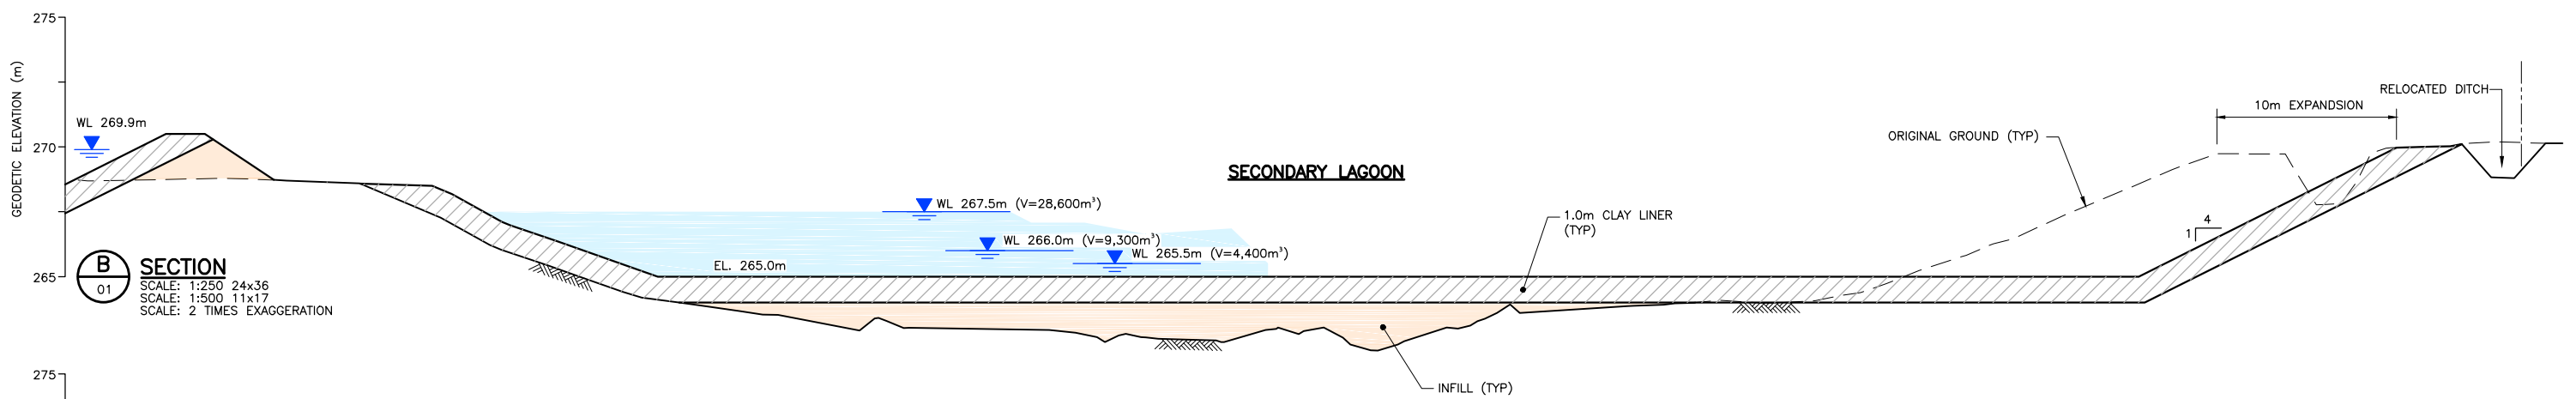 275
GEODETIC ELEVATION (m)
WL 269.9m
270
265
275
B
01
SECTION
SCALE: 1:250 24x36
SCALE: 1:500 11x17
SCALE: 2 TIMES EXAGGERATION
SECONDARY LAGOON
WL 267.5m (V=28,600m³)
WL 266.0m (V=9,300m³)
WL 265.5m (V=4,400m³)
EL. 265.0m
1.0m CLAY LINER
(TYP)
INFILL (TYP)
ORIGINAL GROUND (TYP)
10m EXPANDSION
RELOCATED DITCH
4
1